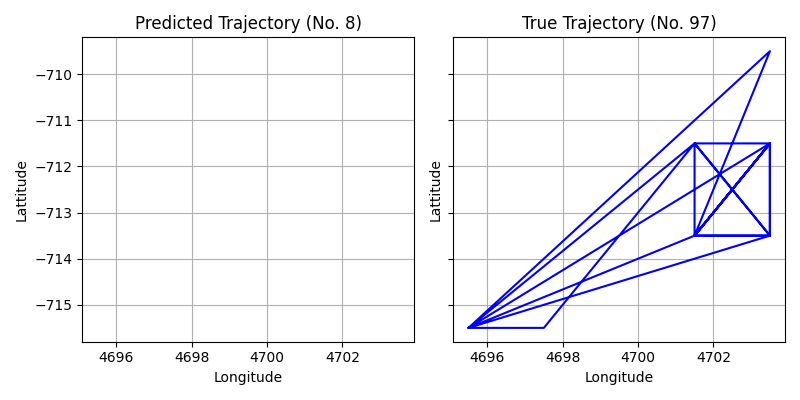 Predicted Trajectory (No. 8)
True Trajectory (No. 97)
−710
−711
−712
−713
−714
−715
Lattitude
Lattitude
4696 4698 4700 4702
4696 4698 4700 4702
Longitude
Longitude